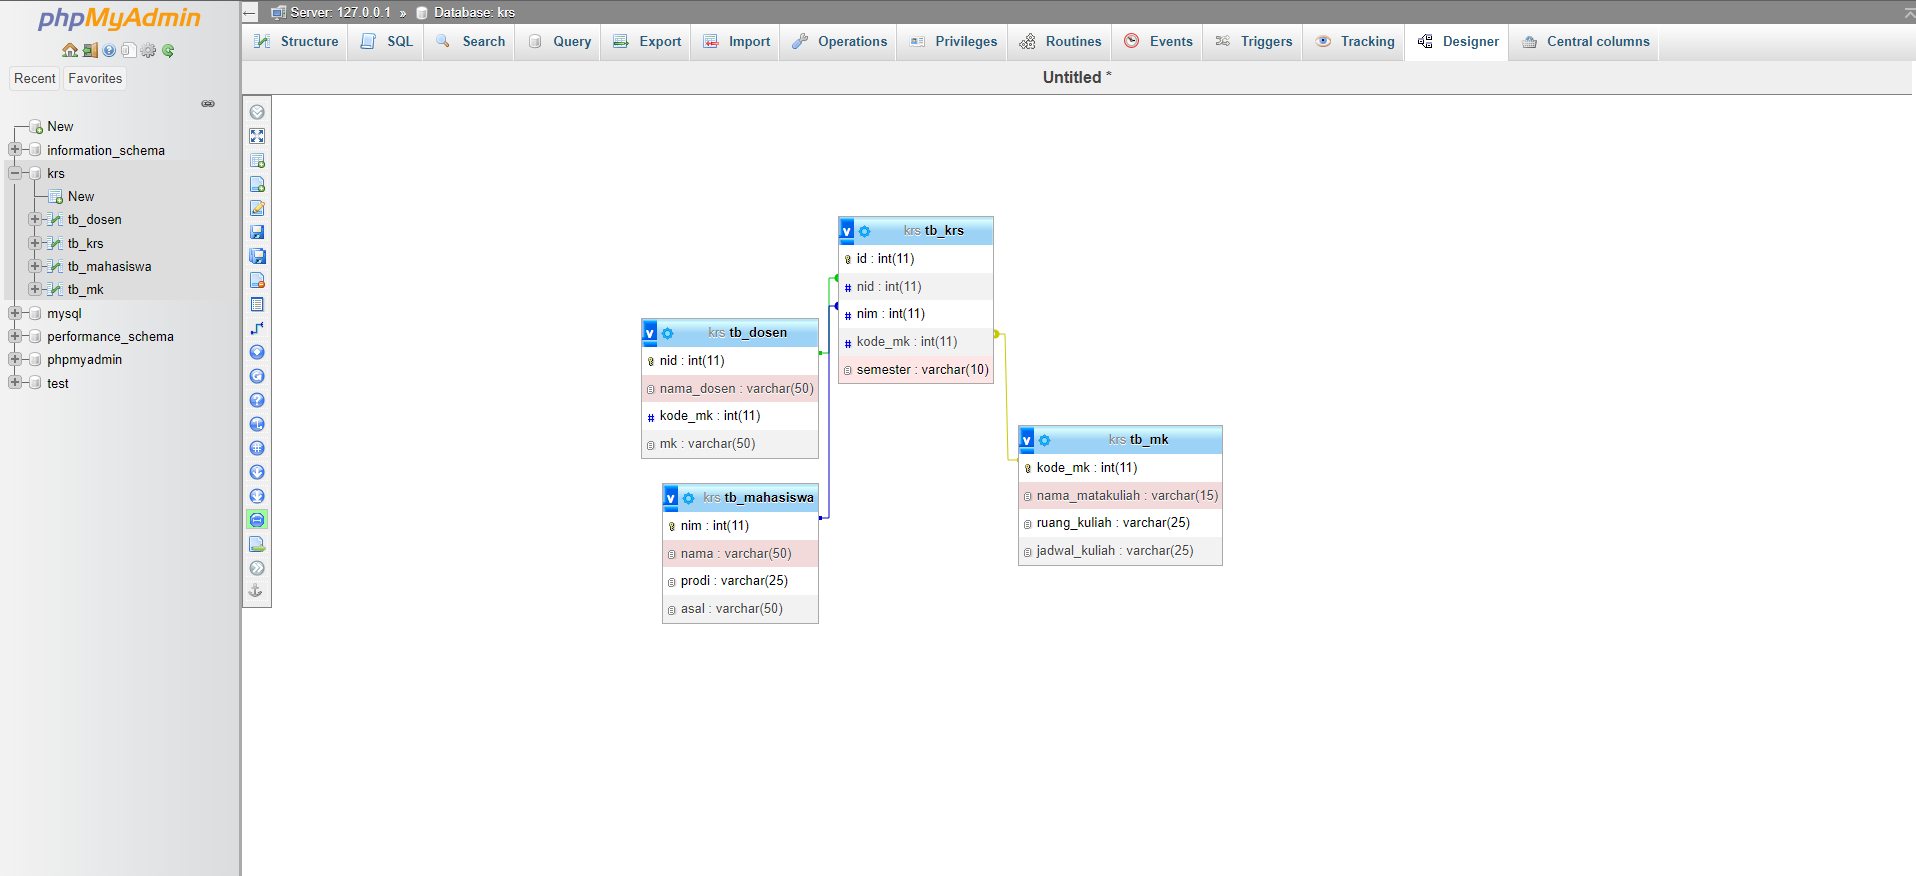 phpMyAdmin
Recent
Favorites
New
information_schema
krs
New
tb_dosen
tb_krs
tb_mahasiswa
tb_mk
mysql
performance_schema
phpmyadmin
test
Server: 127.0.0.1 » Database: krs
Structure SQL Search Query Export Import Operations Privileges Routines Events Triggers Tracking Designer Central columns
Untitled *
v krs tb_krs
id : int(11)
# nid : int(11)
# nim : int(11)
# kode_mk : int(11)
semester : varchar(10)
v krs tb_dosen
nid : int(11)
nama_dosen : varchar(50)
# kode_mk : int(11)
mk : varchar(50)
v krs tb_mahasiswa
nim : int(11)
nama : varchar(50)
prodi : varchar(25)
asal : varchar(50)
v krs tb_mk
kode_mk : int(11)
nama_matakuliah : varchar(15)
ruang_kuliah : varchar(25)
jadwal_kuliah : varchar(25)